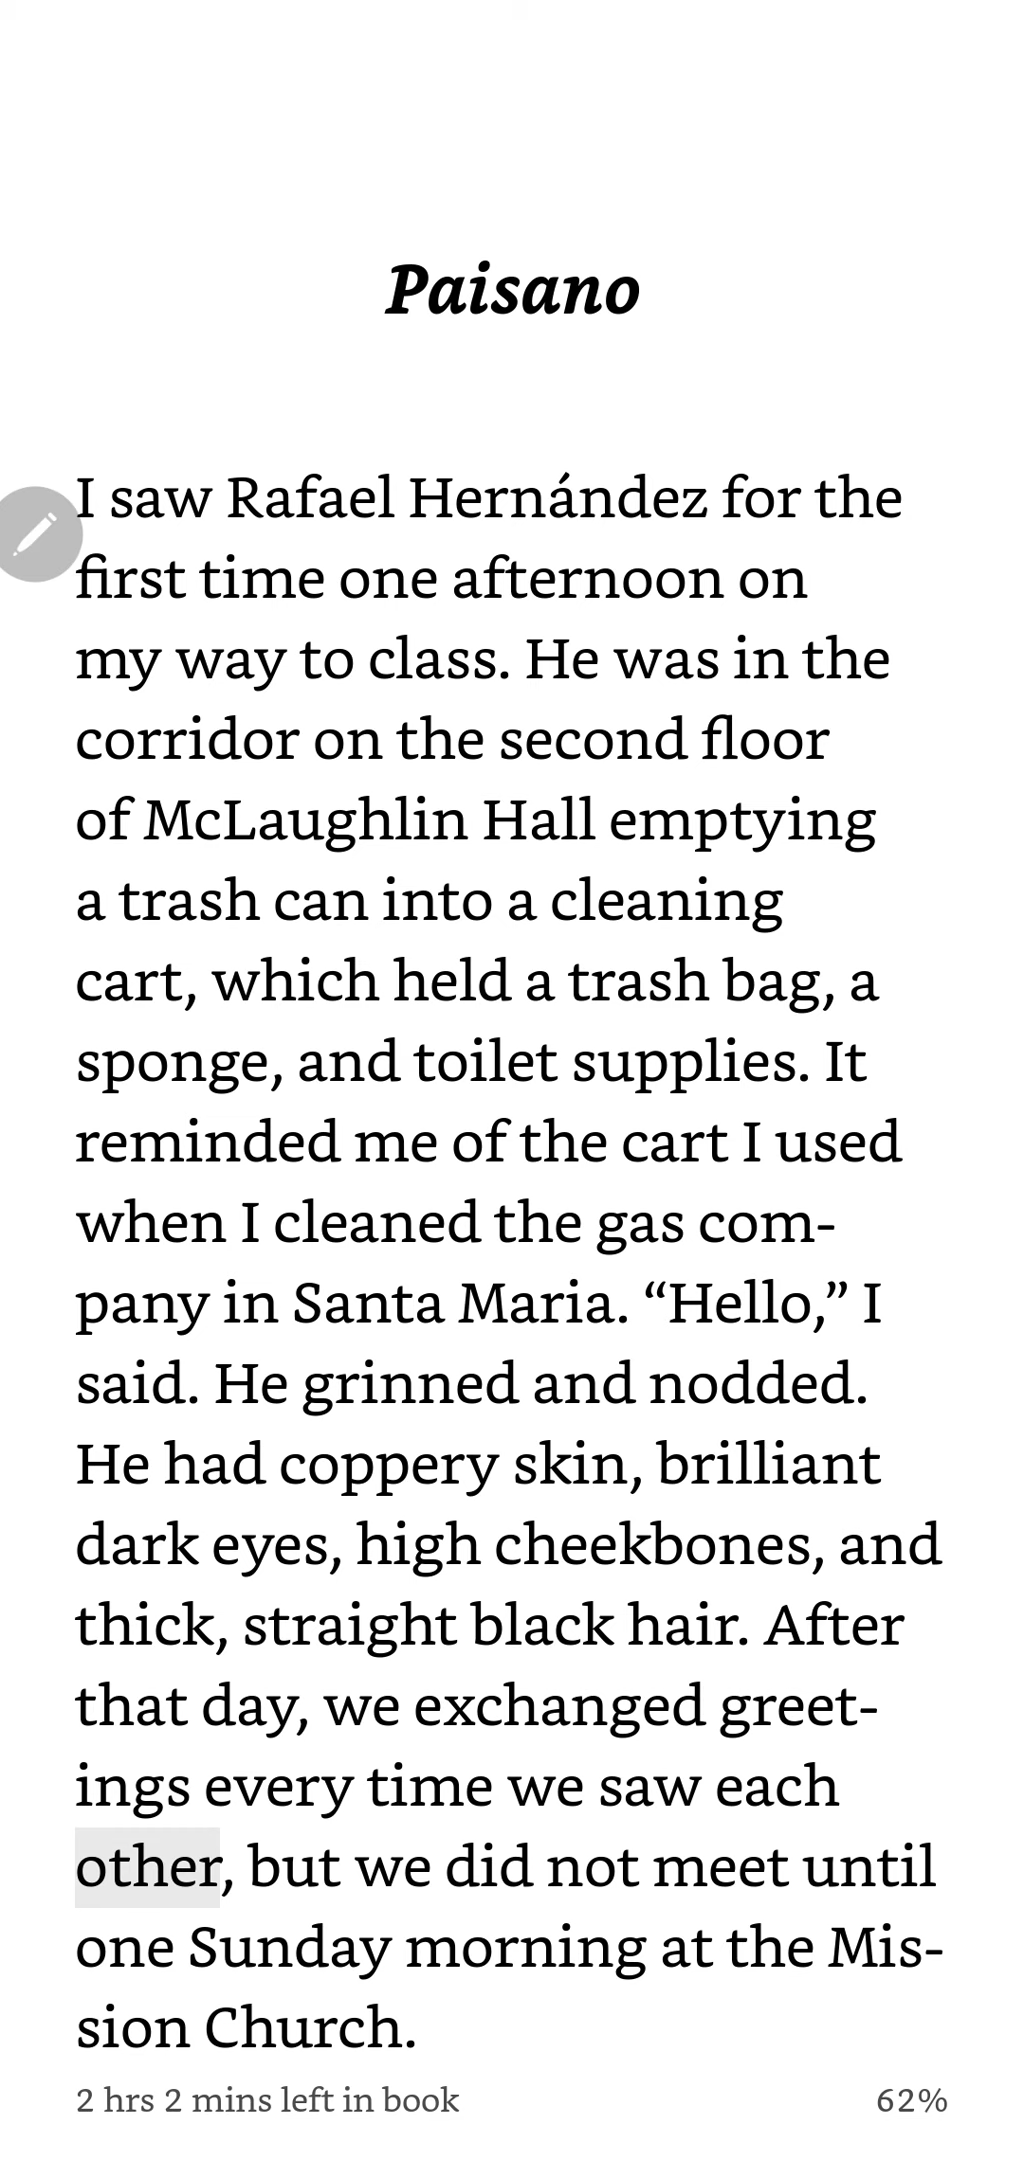 Paisano
I saw Rafael Hernández for the
first time one afternoon on
my way to class. He was in the
corridor on the second floor
of McLaughlin Hall emptying
a trash can into a cleaning
cart, which held a trash bag, a
sponge, and toilet supplies. It
reminded me of the cart I used
when I cleaned the gas com-
pany in Santa Maria. “Hello,” I
said. He grinned and nodded.
He had coppery skin, brilliant
dark eyes, high cheekbones, and
thick, straight black hair. After
that day, we exchanged greet-
ings every time we saw each
other, but we did not meet until
one Sunday morning at the Mis-
sion Church.
2 hrs 2 mins left in book 62%